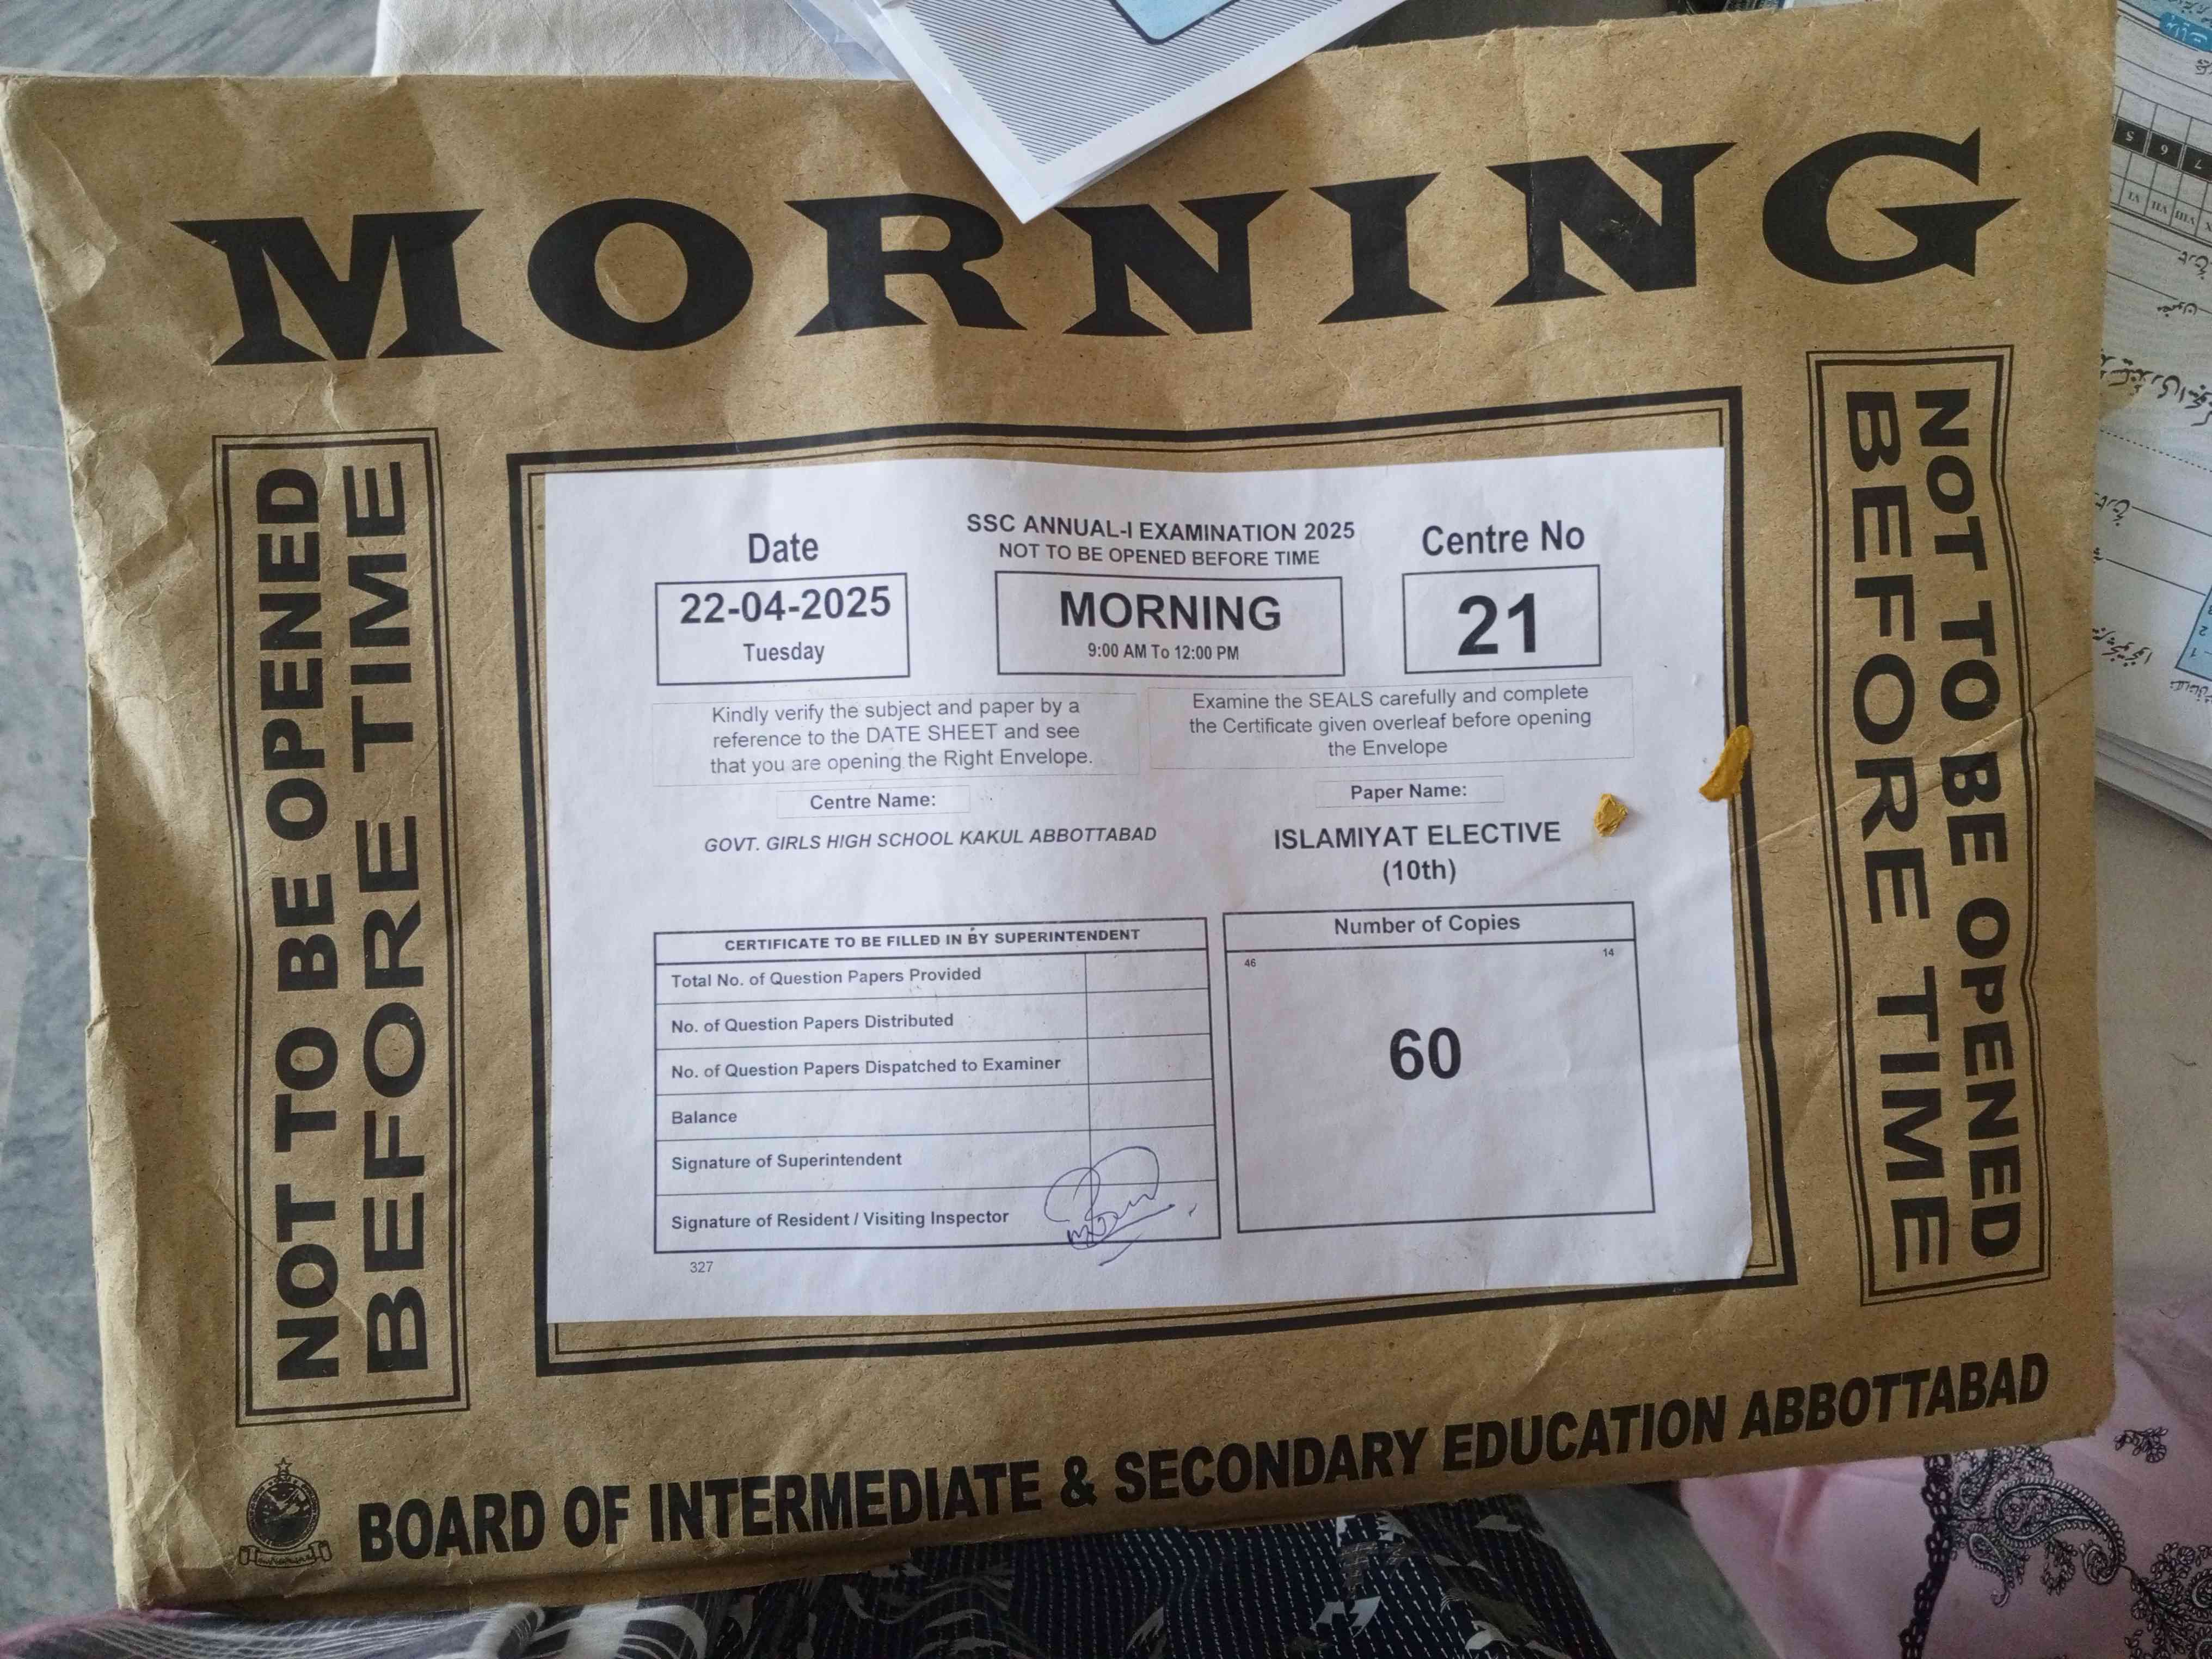 MORNING
NOT TO BE OPENED
BEFORE TIME
NOT TO BE OPENED
BEFORE TIME
SSC ANNUAL-I EXAMINATION 2025
NOT TO BE OPENED BEFORE TIME
Date
22-04-2025
Tuesday
MORNING
9:00 AM To 12:00 PM
Centre No
21
Kindly verify the subject and paper by a
reference to the DATE SHEET and see
that you are opening the Right Envelope.
Examine the SEALS carefully and complete
the Certificate given overleaf before opening
the Envelope
Centre Name:
GOVT. GIRLS HIGH SCHOOL KAKUL ABBOTTABAD
Paper Name:
ISLAMIYAT ELECTIVE
(10th)
CERTIFICATE TO BE FILLED IN BY SUPERINTENDENT
Total No. of Question Papers Provided
No. of Question Papers Distributed
No. of Question Papers Dispatched to Examiner
Balance
Signature of Superintendent
Signature of Resident / Visiting Inspector
327
Number of Copies
46 14
60
BOARD OF INTERMEDIATE & SECONDARY EDUCATION ABBOTTABAD
5 6 7
VI VII VIII